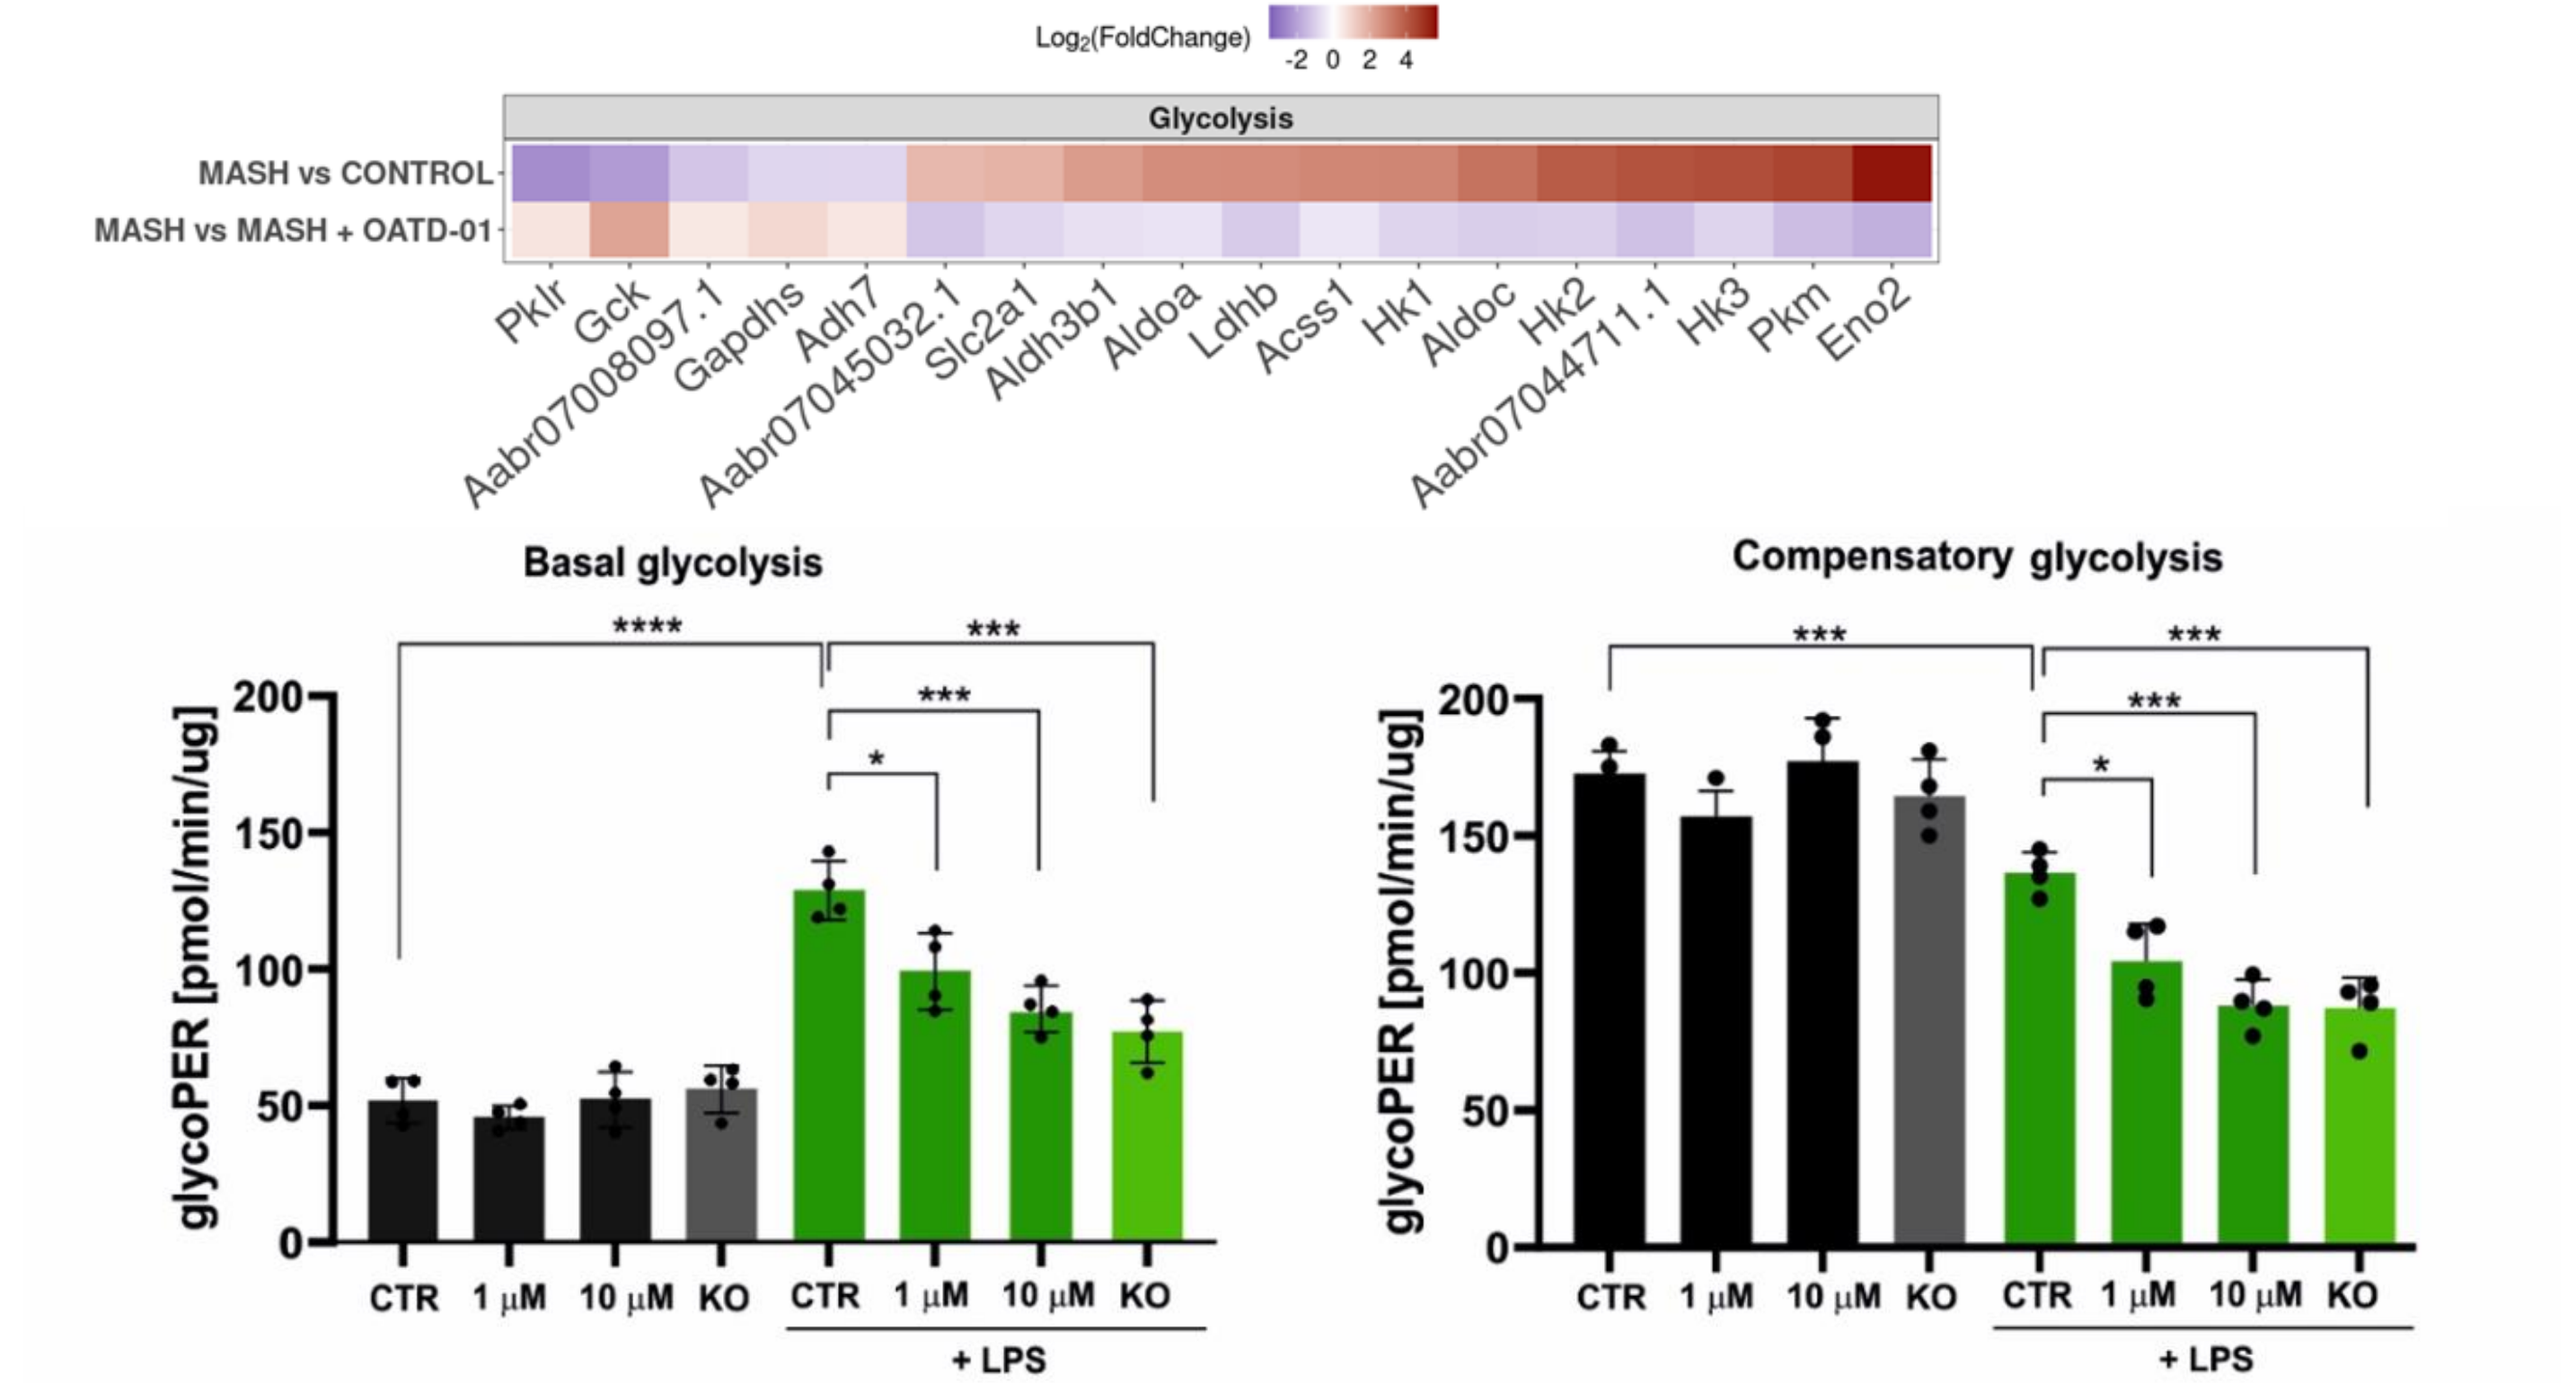 Log₂(FoldChange)
-2 0 2 4
Glycolysis
MASH vs CONTROL
MASH vs MASH + OATD-01
Pklr
Gck
Aabr07008097.1
Gapdhs
Adh7
Aabr07045032.1
Slc2a1
Aldh3b1
Aldoa
Ldhb
Acss1
Hk1
Aldoc
Hk2
Aabr07044711.1
Hk3
Pkm
Eno2
Basal glycolysis
**** ***
***
*
glycoPER [pmol/min/ug]
200
150
100
50
0
CTR 1 μM 10 μM KO CTR 1 μM 10 μM KO
+ LPS
Compensatory glycolysis
*** ***
***
*
glycoPER [pmol/min/ug]
200
150
100
50
0
CTR 1 μM 10 μM KO CTR 1 μM 10 μM KO
+ LPS